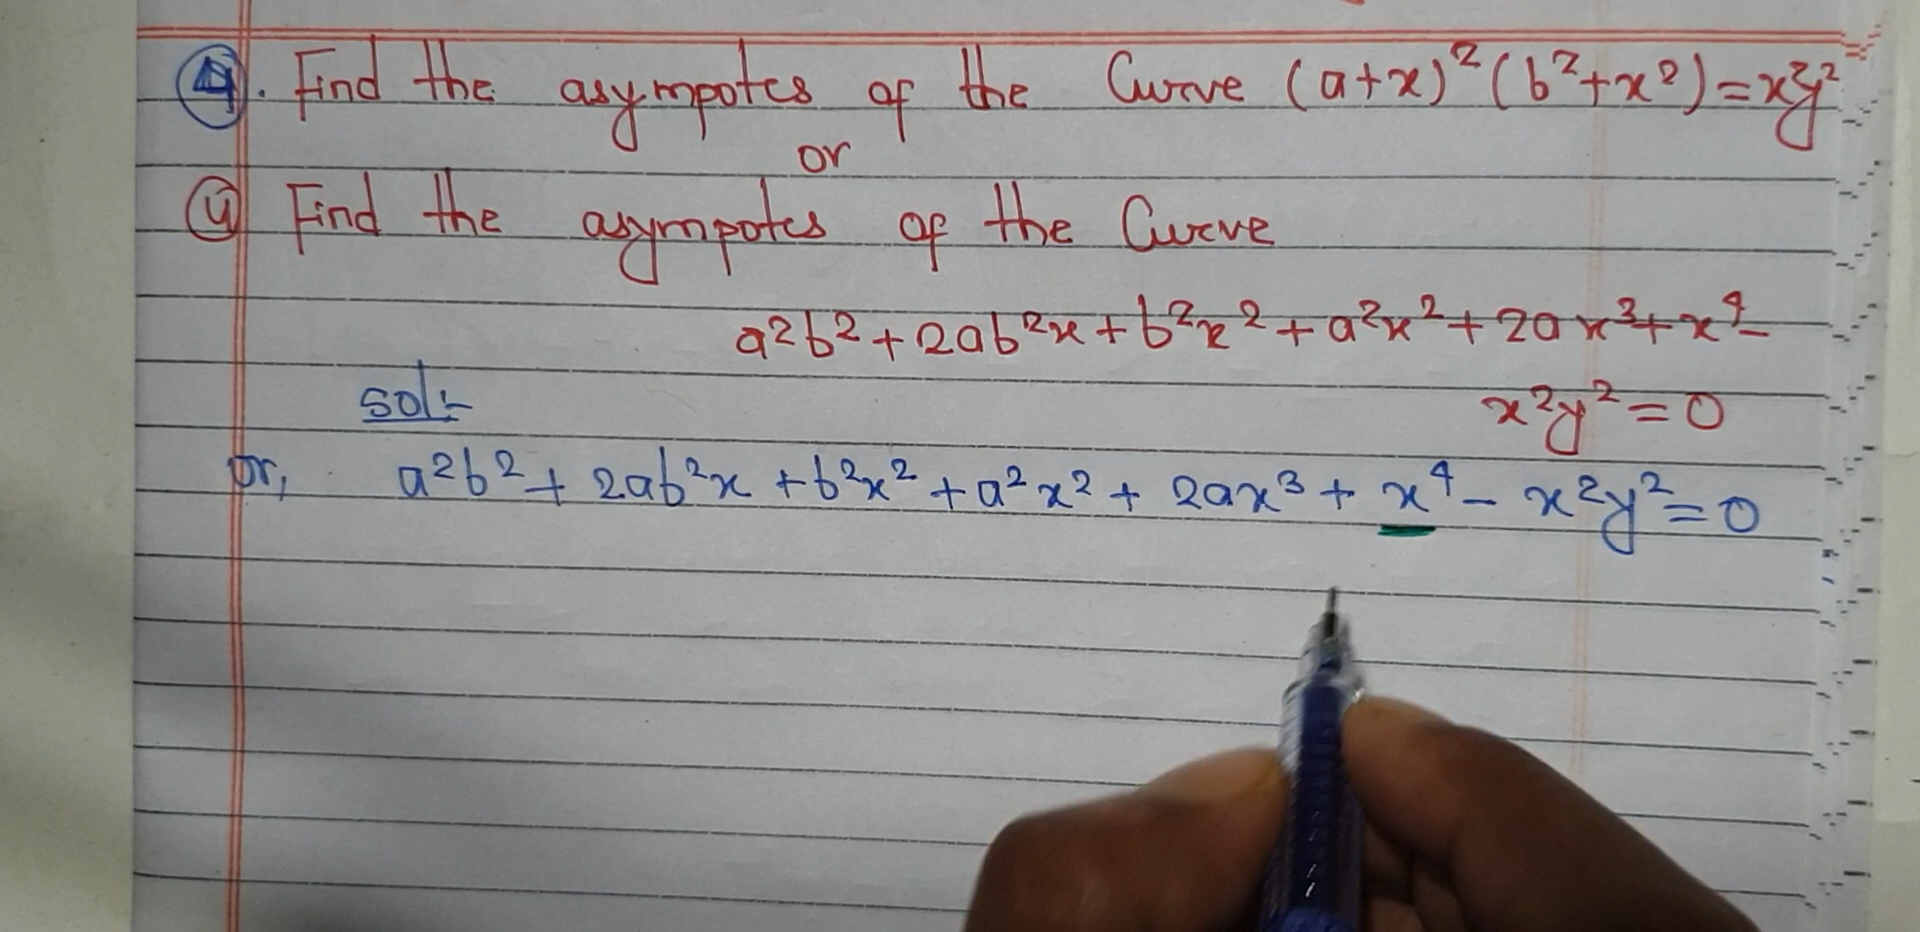 4. Find the asympotes of the Curve (a+x)²(b²+x²)=x²y²
or
4 Find the asympotes of the Curve
a²b²+2ab²x+b²x²+a²x²+2ax³+x⁴-
x²y²=0
Sol:-
or, a²b²+2ab²x+b²x²+a²x²+2ax³+x⁴-x²y²=0